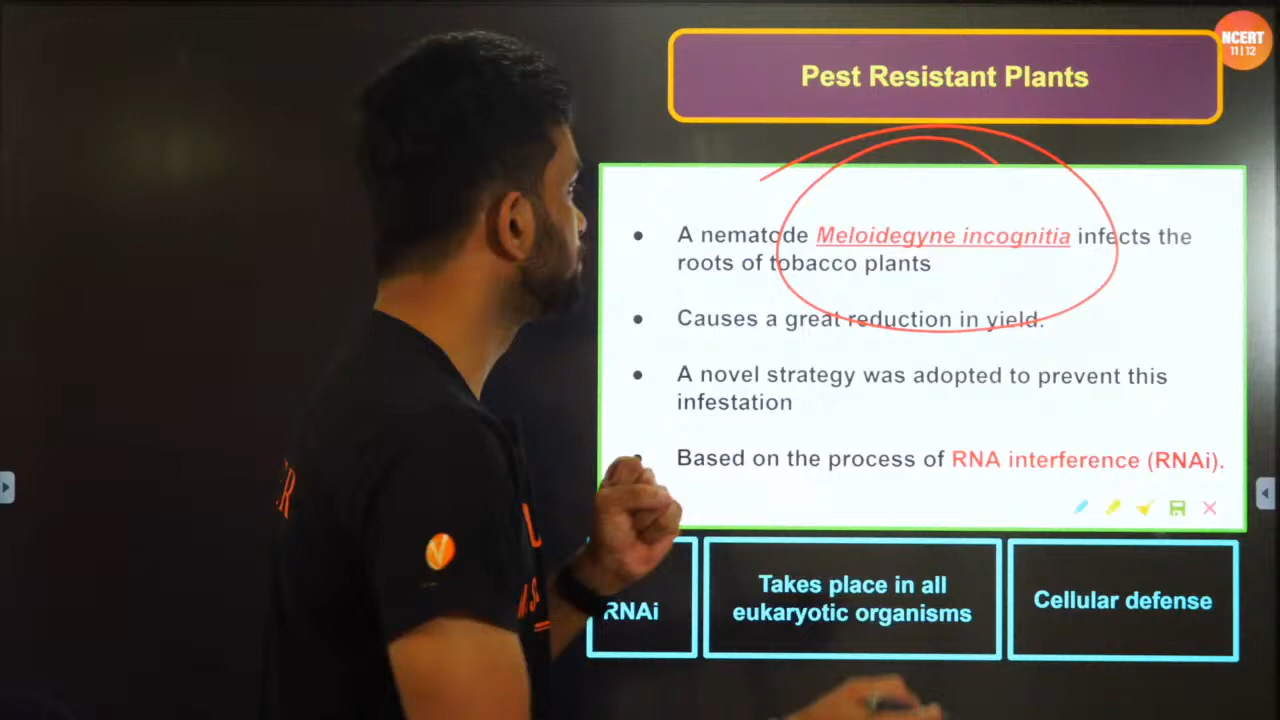 NCERT
11 | 12
Pest Resistant Plants
A nematode Meloidegyne incognitia infects the
roots of tobacco plants
Causes a great reduction in yield.
A novel strategy was adopted to prevent this
infestation
Based on the process of RNA interference (RNAi).
RNAi
Takes place in all
eukaryotic organisms
Cellular defense
V